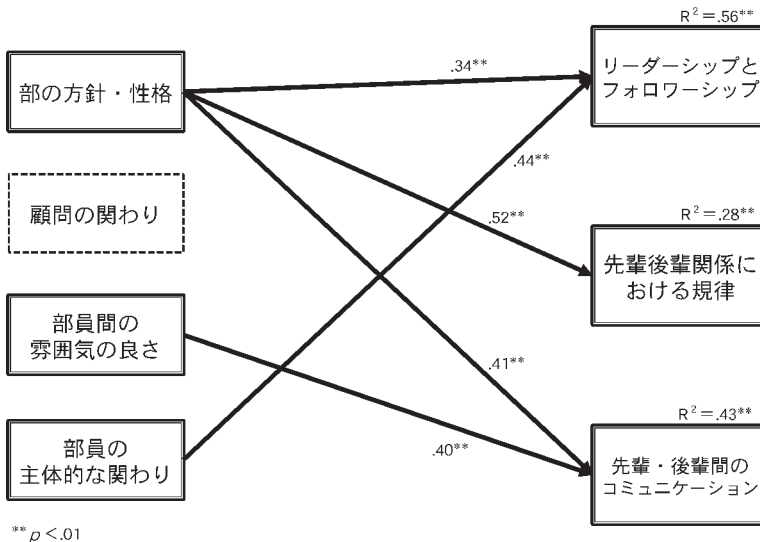 R²=.56**
部の方針・性格
.34**
リーダーシップと
フォロワーシップ
.44**
顧問の関わり
.52**
R²=.28**
先輩後輩関係に
おける規律
部員間の
雰囲気の良さ
.41**
R²=.43**
部員の
主体的な関わり
.40**
先輩・後輩間の
コミュニケーション
** p<.01